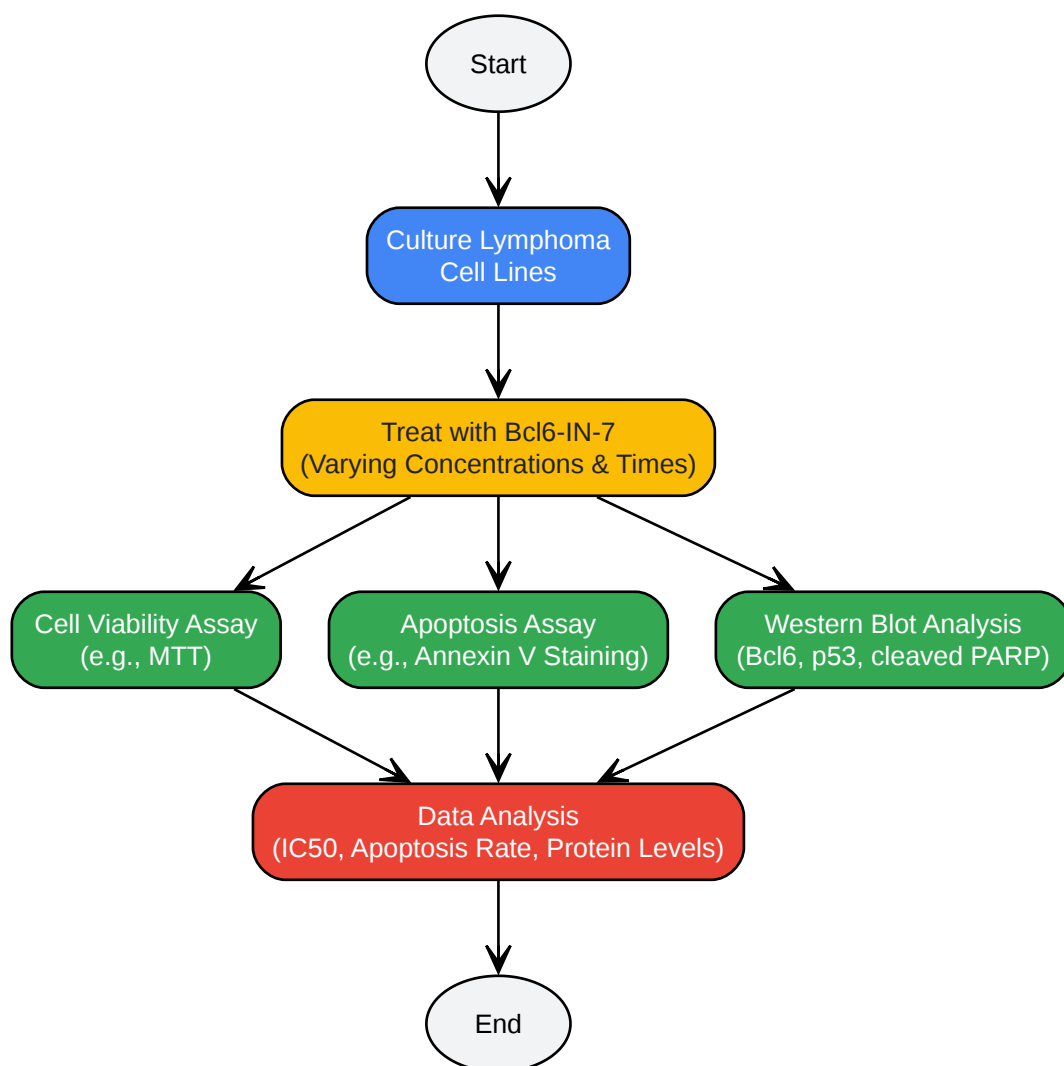 Start
Culture Lymphoma
Cell Lines
Treat with Bcl6-IN-7
(Varying Concentrations & Times)
Cell Viability Assay
(e.g., MTT)
Apoptosis Assay
(e.g., Annexin V Staining)
Western Blot Analysis
(Bcl6, p53, cleaved PARP)
Data Analysis
(IC50, Apoptosis Rate, Protein Levels)
End